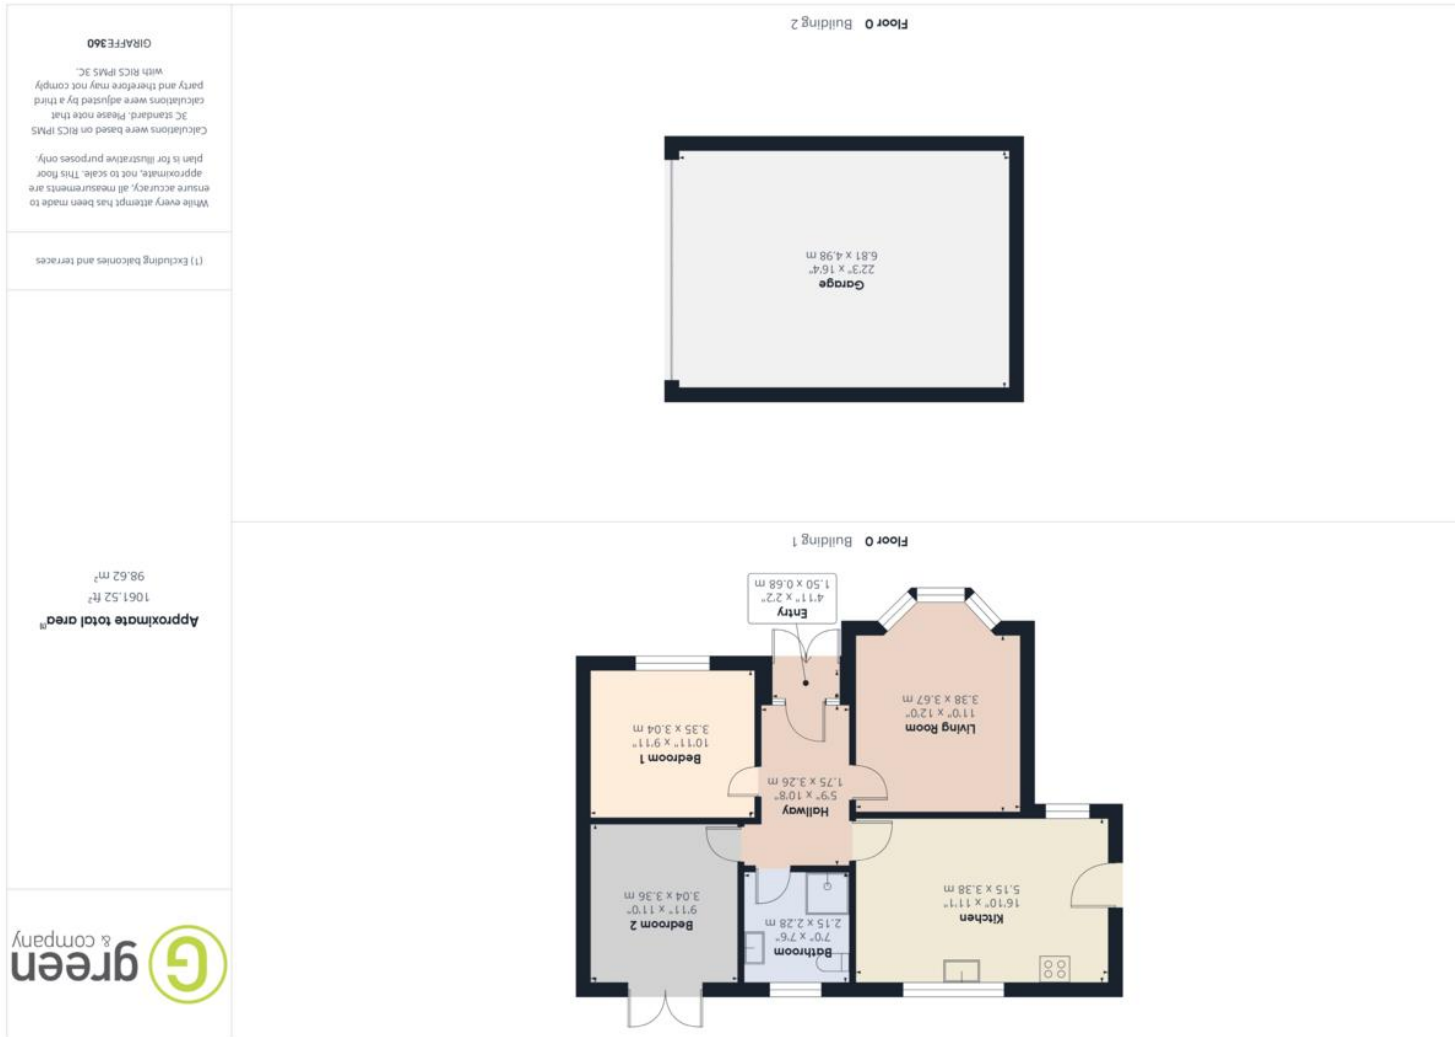 green
& company
Approximate total area⁽¹⁾
1061.52 ft²
98.62 m²
(1) Excluding balconies and terraces
While every attempt has been made to
ensure accuracy, all measurements are
approximate, not to scale. This floor
plan is for illustrative purposes only.
Calculations were based on RICS IPMS
3C standard. Please note that
calculations were adjusted by a third
party and therefore may not comply
with RICS IPMS 3C.
GIRAFFE360
Kitchen
16'10" x 11'1"
5.15 x 3.38 m
Bathroom
7'0" x 7'6"
2.15 x 2.28 m
Bedroom 2
9'11" x 11'0"
3.04 x 3.36 m
Hallway
5'9" x 10'8"
1.75 x 3.26 m
Living Room
11'0" x 12'0"
3.38 x 3.67 m
Bedroom 1
10'11" x 9'11"
3.35 x 3.04 m
Entry
4'11" x 2'2"
1.50 x 0.68 m
Floor 0 Building 1
Garage
22'3" x 16'4"
6.81 x 4.98 m
Floor 0 Building 2